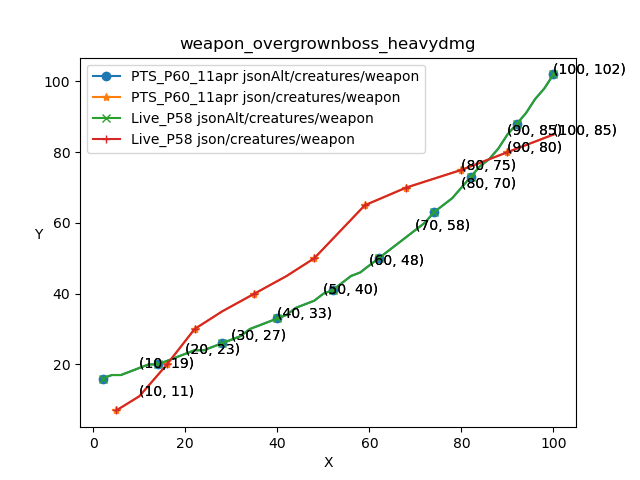 weapon_overgrownboss_heavydmg
PTS_P60_11apr jsonAlt/creatures/weapon
PTS_P60_11apr json/creatures/weapon
Live_P58 jsonAlt/creatures/weapon
Live_P58 json/creatures/weapon
(100, 102)
(90, 85)
(100, 85)
(90, 80)
(80, 75)
(80, 70)
(70, 58)
(60, 48)
(50, 40)
(40, 33)
(30, 27)
(20, 23)
(10, 19)
(10, 11)
100
80
60
40
20
Y
0 20 40 60 80 100
X